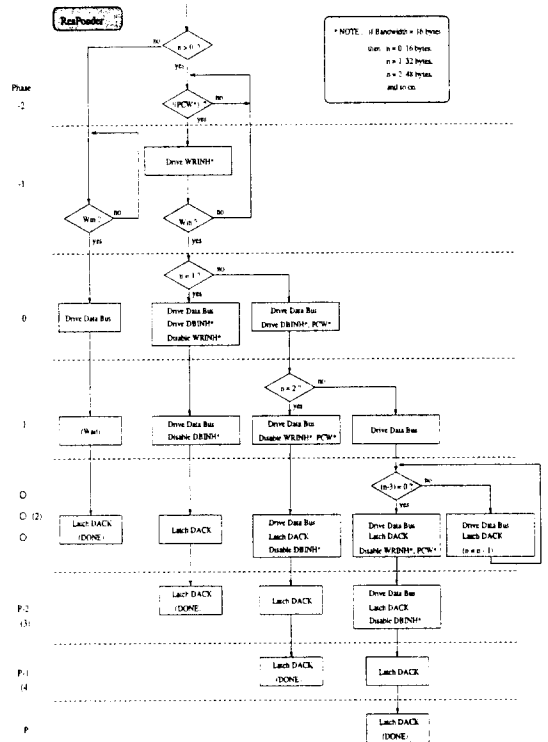 ResPonder
* NOTE : if Bandwidth = 16 bytes
then n = 0 16 bytes,
n = 1 32 bytes,
n = 2 48 bytes,
and so on
n > 0 ?
no
yes
Phase
-2
!(PCW*) ?
no
yes
-1
Drive WRINH*
Win ?
no
yes
Win ?
no
yes
n = 1 ?
no
yes
0
Drive Data Bus
Drive Data Bus
Drive DBINH*
Disable WRINH*
Drive Data Bus
Drive DBINH*, PCW*
n = 2 ?
no
yes
1
(Wait)
Drive Data Bus
Disable DBINH*
Drive Data Bus
Disable WRINH* PCW*
Drive Data Bus
(n-3) = 0 ?
no
yes
(2)
Latch DACK
(DONE)
Latch DACK
Drive Data Bus
Latch DACK
Disable DBINH*
Drive Data Bus
Latch DACK
Disable WRINH*, PCW*
Drive Data Bus
Latch DACK
(n = n - 1)
P-2
(3)
Latch DACK
(DONE
Latch DACK
Drive Data Bus
Latch DACK
Disable DBINH*
P-1
(4
Latch DACK
(DONE
Latch DACK
P
Latch DACK
(DONE)